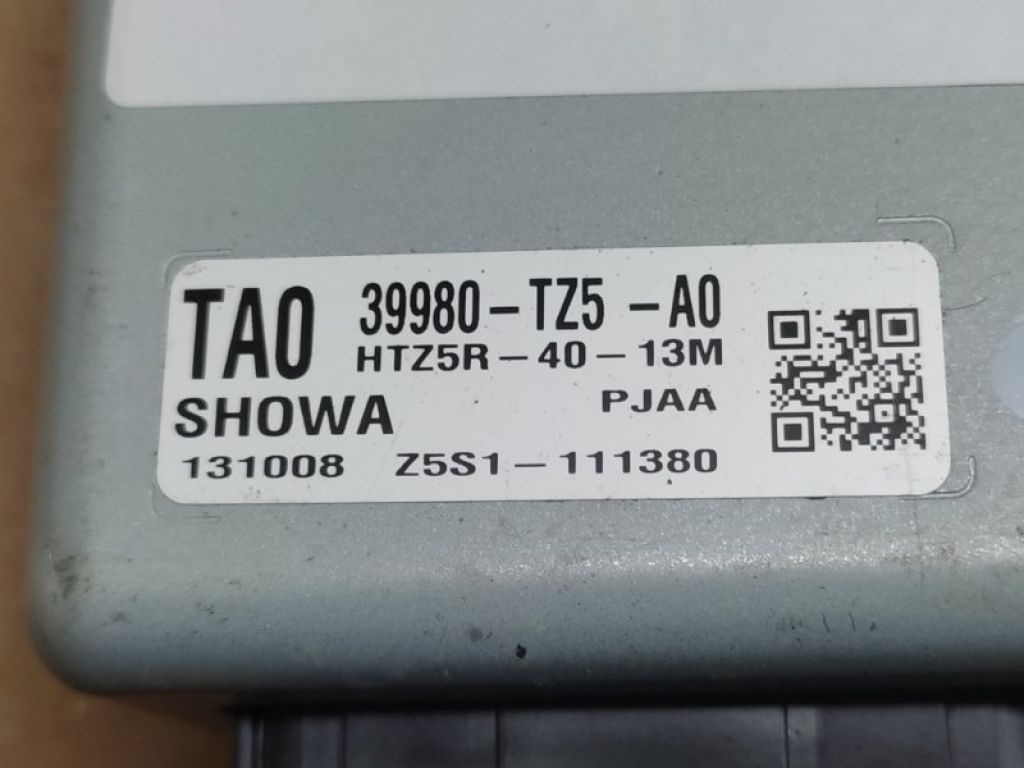 TA0 39980-TZ5-A0
HTZ5R-40-13M
SHOWA PJAA
131008 Z5S1-111380